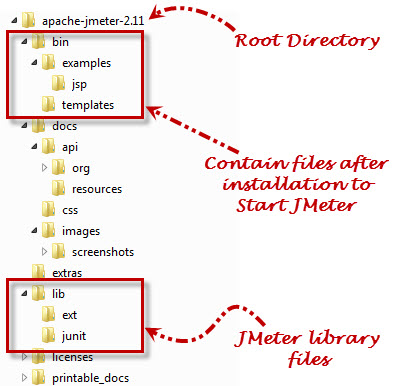 apache-jmeter-2.11
Root Directory
bin
examples
jsp
templates
docs
api
Contain files after
installation to
Start JMeter
org
resources
css
images
screenshots
extras
lib
ext
junit
JMeter library
files
licenses
printable_docs